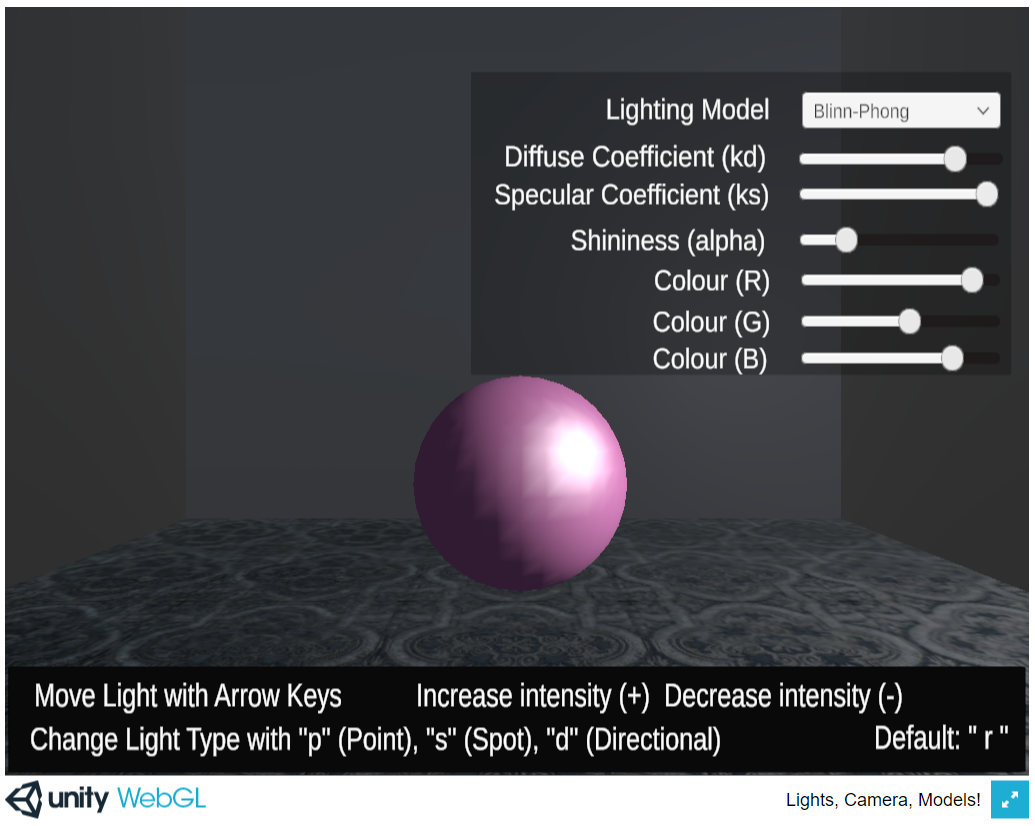 Lighting Model Blinn-Phong
Diffuse Coefficient (kd)
Specular Coefficient (ks)
Shininess (alpha)
Colour (R)
Colour (G)
Colour (B)
Move Light with Arrow Keys Increase intensity (+) Decrease intensity (-)
Change Light Type with "p" (Point), "s" (Spot), "d" (Directional) Default: " r "
unity WebGL Lights, Camera, Models!